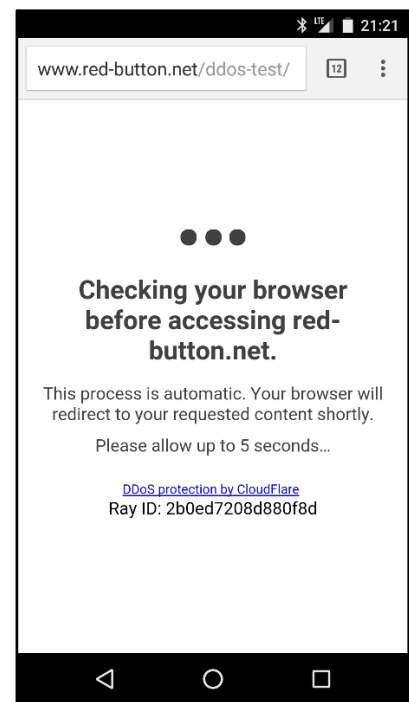 LTE 21:21
www.red-button.net/ddos-test/ 12
Checking your browser
before accessing red-
button.net.
This process is automatic. Your browser will
redirect to your requested content shortly.
Please allow up to 5 seconds...
DDoS protection by CloudFlare
Ray ID: 2b0ed7208d880f8d